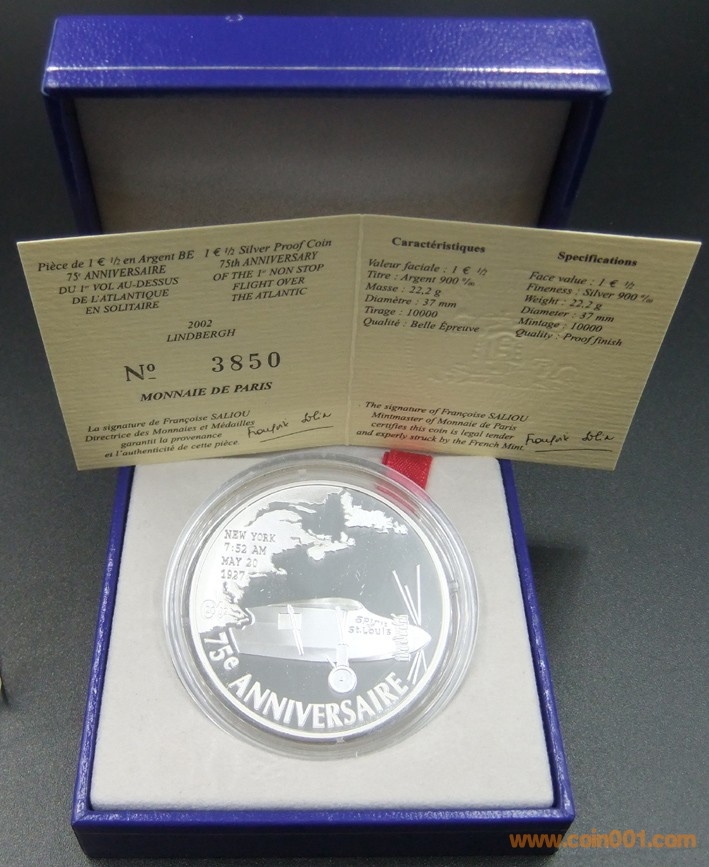 Pièce de 1 € ½ en Argent BE
75e ANNIVERSAIRE
DU 1er VOL AU-DESSUS
DE L'ATLANTIQUE
EN SOLITAIRE
1 € ½ Silver Proof Coin
75th ANNIVERSARY
OF THE 1st NON STOP
FLIGHT OVER
THE ATLANTIC
2002
LINDBERGH
No 3850
MONNAIE DE PARIS
La signature de Françoise SALIOU
Directrice des Monnaies et Médailles
garantit la provenance
et l'authenticité de cette pièce.
Caractéristiques
Valeur faciale : 1 € ½
Titre : Argent 900 ‰
Masse : 22,2 g
Diamètre : 37 mm
Tirage : 10000
Qualité : Belle Épreuve
Specifications
Face value : 1 € ½
Fineness : Silver 900 ‰
Weight : 22,2 g
Diameter : 37 mm
Mintage : 10000
Quality : Proof finish
The signature of Françoise SALIOU
Mintmaster of Monnaie de Paris
certifies this coin is legal tender
and experly struck by the French Mint.
NEW YORK
7:52 AM
MAY 20
1927
Spirit
St.Louis
75e ANNIVERSAIRE
www.coin001.com